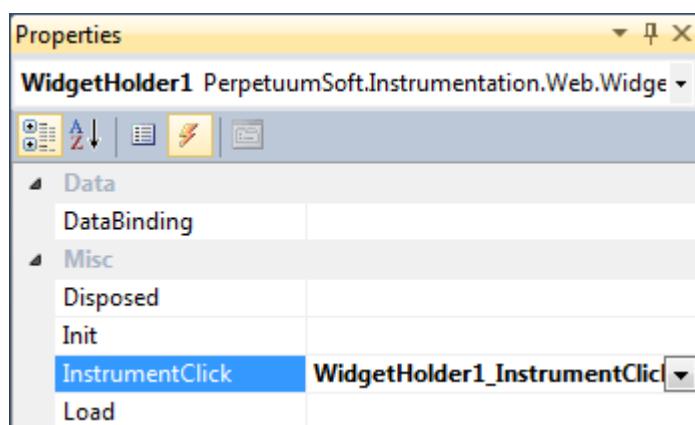 Properties
WidgetHolder1 PerpetuumSoft.Instrumentation.Web.Widge
A
Z
Data
DataBinding
Misc
Disposed
Init
InstrumentClick WidgetHolder1_InstrumentClic
Load